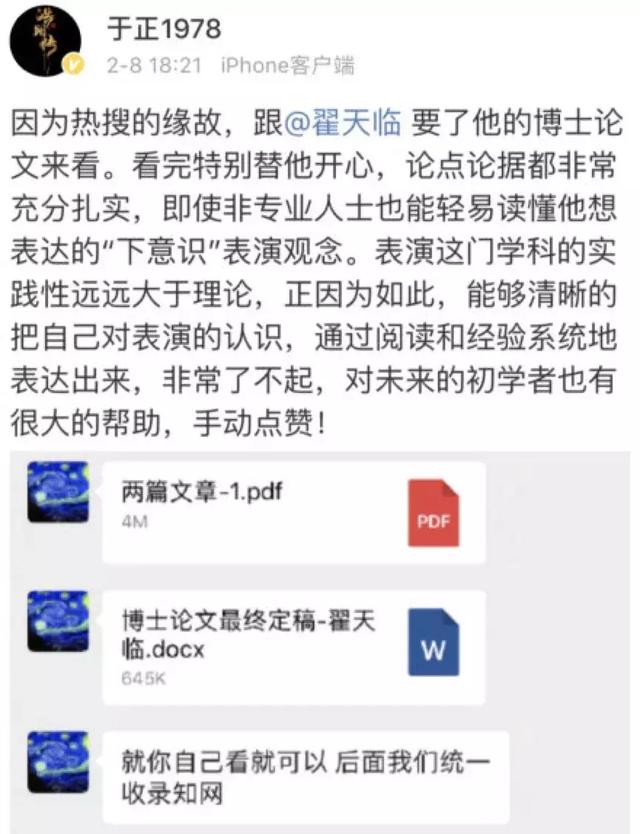 于正1978
2-8 18:21 iPhone客户端
因为热搜的缘故，跟@翟天临 要了他的博士论
文来看。看完特别替他开心，论点论据都非常
充分扎实，即使非专业人士也能轻易读懂他想
表达的“下意识”表演观念。表演这门学科的实
践性远远大于理论，正因为如此，能够清晰的
把自己对表演的认识，通过阅读和经验系统地
表达出来，非常了不起，对未来的初学者也有
很大的帮助，手动点赞！
两篇文章-1.pdf
4M
PDF
博士论文最终定稿-翟天
临.docx
645K
W
就你自己看就可以 后面我们统一
收录知网